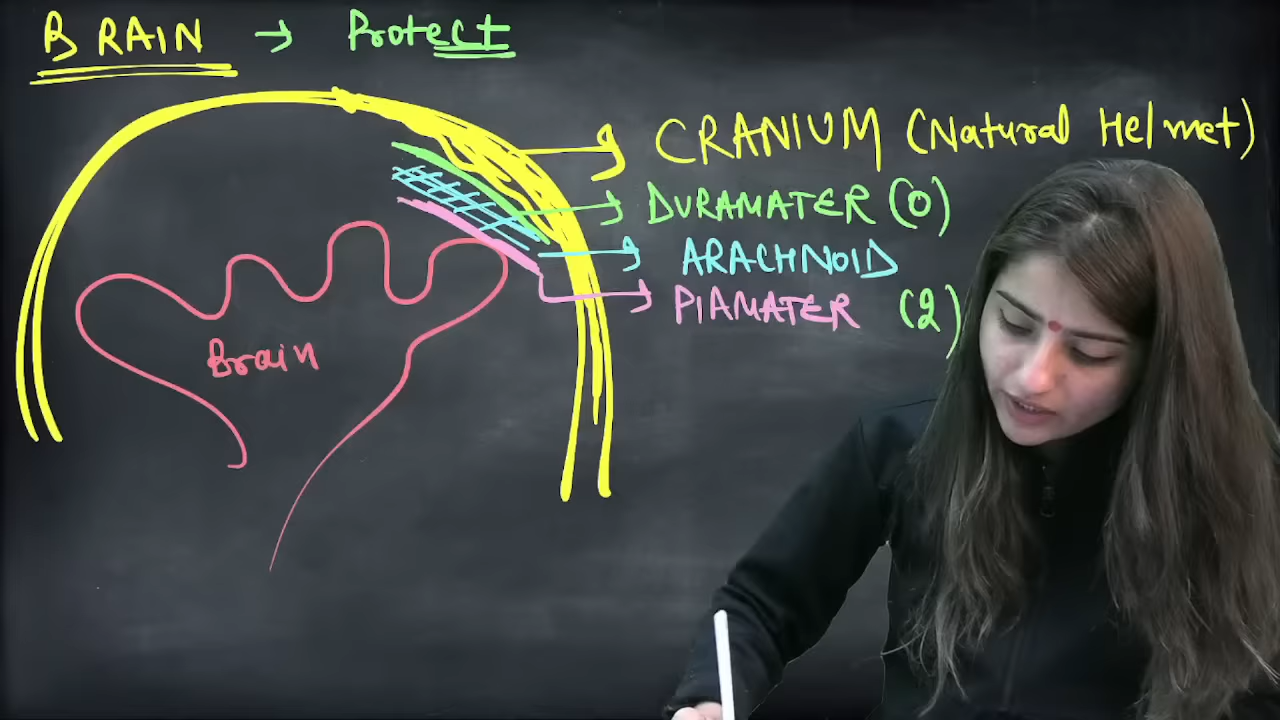 BRAIN → Protect
CRANIUM (Natural Helmet)
DURAMATER (0)
ARACHNOID
PIAMATER (2)
Brain